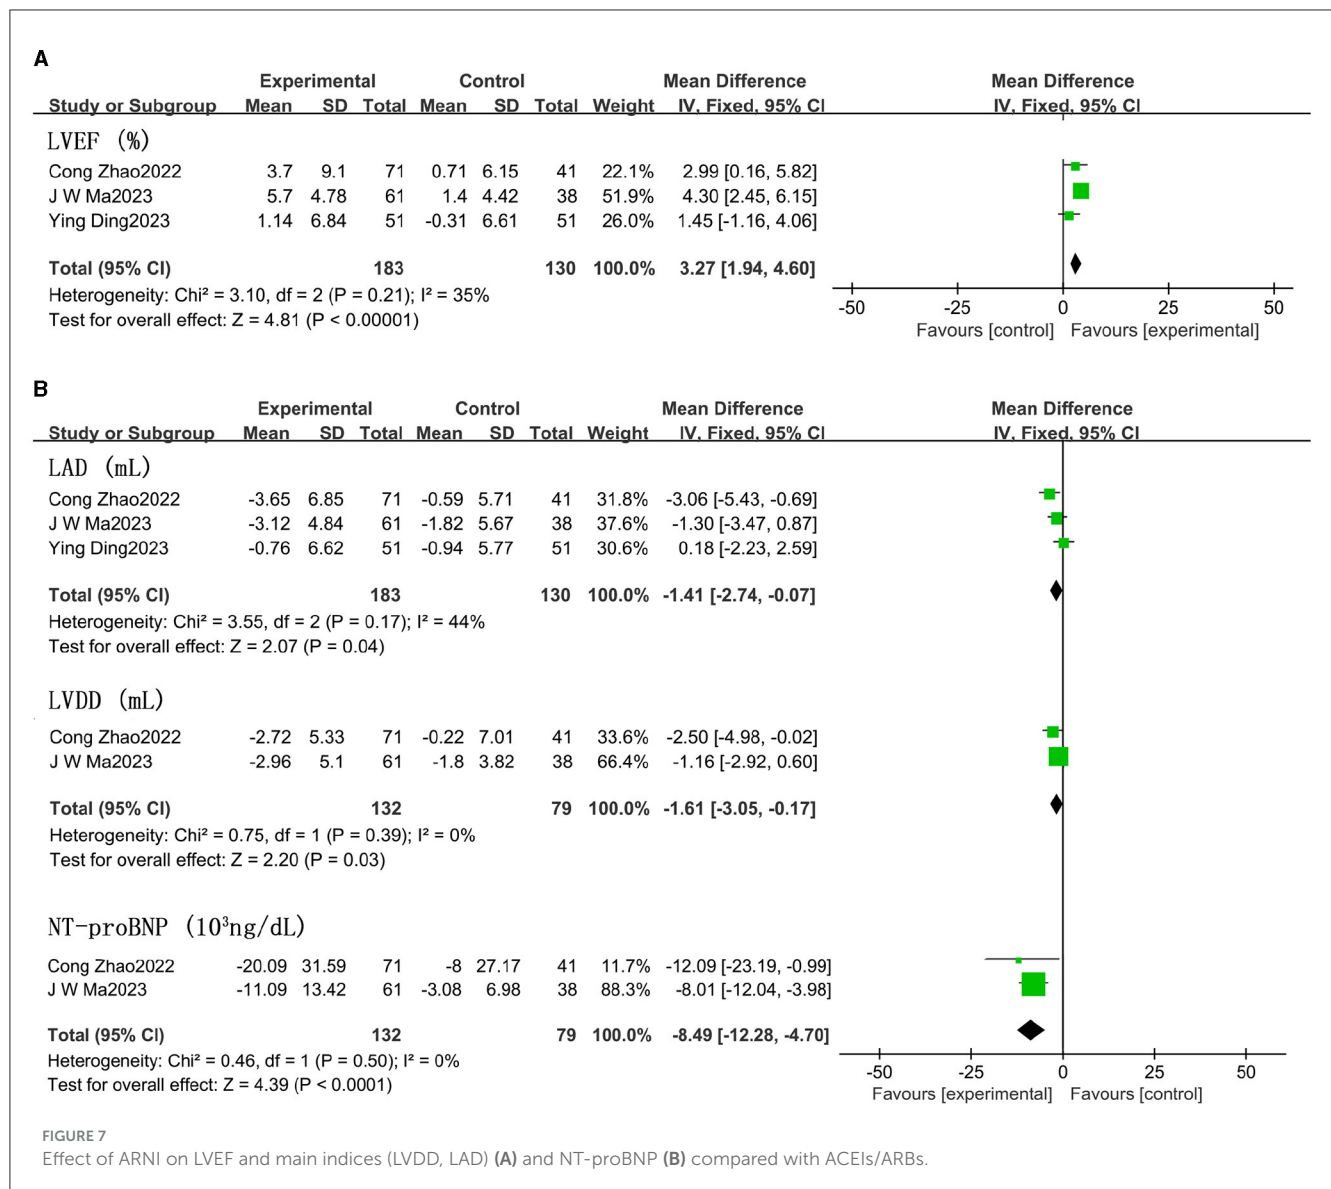 A
Experimental Control Mean Difference Mean Difference
Study or Subgroup Mean SD Total Mean SD Total Weight IV, Fixed, 95% CI IV, Fixed, 95% CI
LVEF (%)
Cong Zhao2022 3.7 9.1 71 0.71 6.15 41 22.1% 2.99 [0.16, 5.82]
J W Ma2023 5.7 4.78 61 1.4 4.42 38 51.9% 4.30 [2.45, 6.15]
Ying Ding2023 1.14 6.84 51 -0.31 6.61 51 26.0% 1.45 [-1.16, 4.06]
Total (95% CI) 183 130 100.0% 3.27 [1.94, 4.60]
Heterogeneity: Chi² = 3.10, df = 2 (P = 0.21); I² = 35%
Test for overall effect: Z = 4.81 (P < 0.00001)
-50 -25 0 25 50
Favours [control] Favours [experimental]
B
Experimental Control Mean Difference Mean Difference
Study or Subgroup Mean SD Total Mean SD Total Weight IV, Fixed, 95% CI IV, Fixed, 95% CI
LAD (mL)
Cong Zhao2022 -3.65 6.85 71 -0.59 5.71 41 31.8% -3.06 [-5.43, -0.69]
J W Ma2023 -3.12 4.84 61 -1.82 5.67 38 37.6% -1.30 [-3.47, 0.87]
Ying Ding2023 -0.76 6.62 51 -0.94 5.77 51 30.6% 0.18 [-2.23, 2.59]
Total (95% CI) 183 130 100.0% -1.41 [-2.74, -0.07]
Heterogeneity: Chi² = 3.55, df = 2 (P = 0.17); I² = 44%
Test for overall effect: Z = 2.07 (P = 0.04)
LVDD (mL)
Cong Zhao2022 -2.72 5.33 71 -0.22 7.01 41 33.6% -2.50 [-4.98, -0.02]
J W Ma2023 -2.96 5.1 61 -1.8 3.82 38 66.4% -1.16 [-2.92, 0.60]
Total (95% CI) 132 79 100.0% -1.61 [-3.05, -0.17]
Heterogeneity: Chi² = 0.75, df = 1 (P = 0.39); I² = 0%
Test for overall effect: Z = 2.20 (P = 0.03)
NT-proBNP (10³ng/dL)
Cong Zhao2022 -20.09 31.59 71 -8 27.17 41 11.7% -12.09 [-23.19, -0.99]
J W Ma2023 -11.09 13.42 61 -3.08 6.98 38 88.3% -8.01 [-12.04, -3.98]
Total (95% CI) 132 79 100.0% -8.49 [-12.28, -4.70]
Heterogeneity: Chi² = 0.46, df = 1 (P = 0.50); I² = 0%
Test for overall effect: Z = 4.39 (P < 0.0001)
-50 -25 0 25 50
Favours [experimental] Favours [control]
FIGURE 7
Effect of ARNI on LVEF and main indices (LVDD, LAD) (A) and NT-proBNP (B) compared with ACEIs/ARBs.